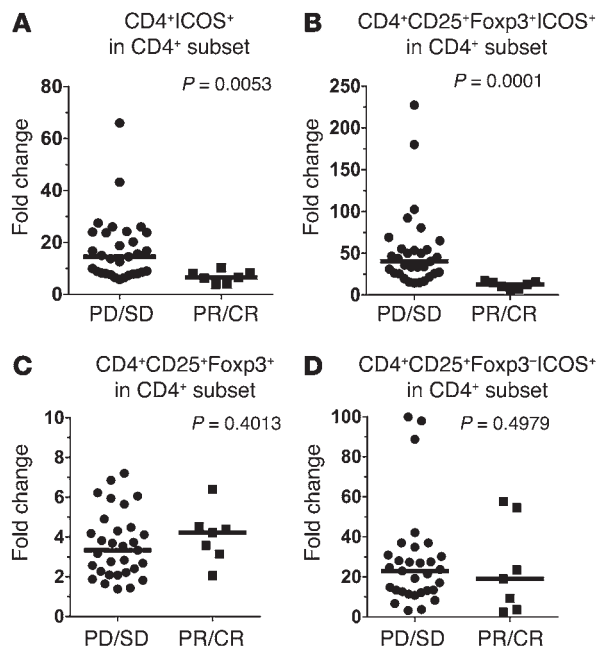 A
CD4⁺ICOS⁺
in CD4⁺ subset
P = 0.0053
Fold change
80
60
40
20
0
PD/SD
PR/CR
B
CD4⁺CD25⁺Foxp3⁺ICOS⁺
in CD4⁺ subset
P = 0.0001
Fold change
250
200
150
100
50
0
PD/SD
PR/CR
C
CD4⁺CD25⁺Foxp3⁺
in CD4⁺ subset
P = 0.4013
Fold change
10
8
6
4
2
0
PD/SD
PR/CR
D
CD4⁺CD25⁺Foxp3⁻ICOS⁺
in CD4⁺ subset
P = 0.4979
Fold change
100
80
60
40
20
0
PD/SD
PR/CR